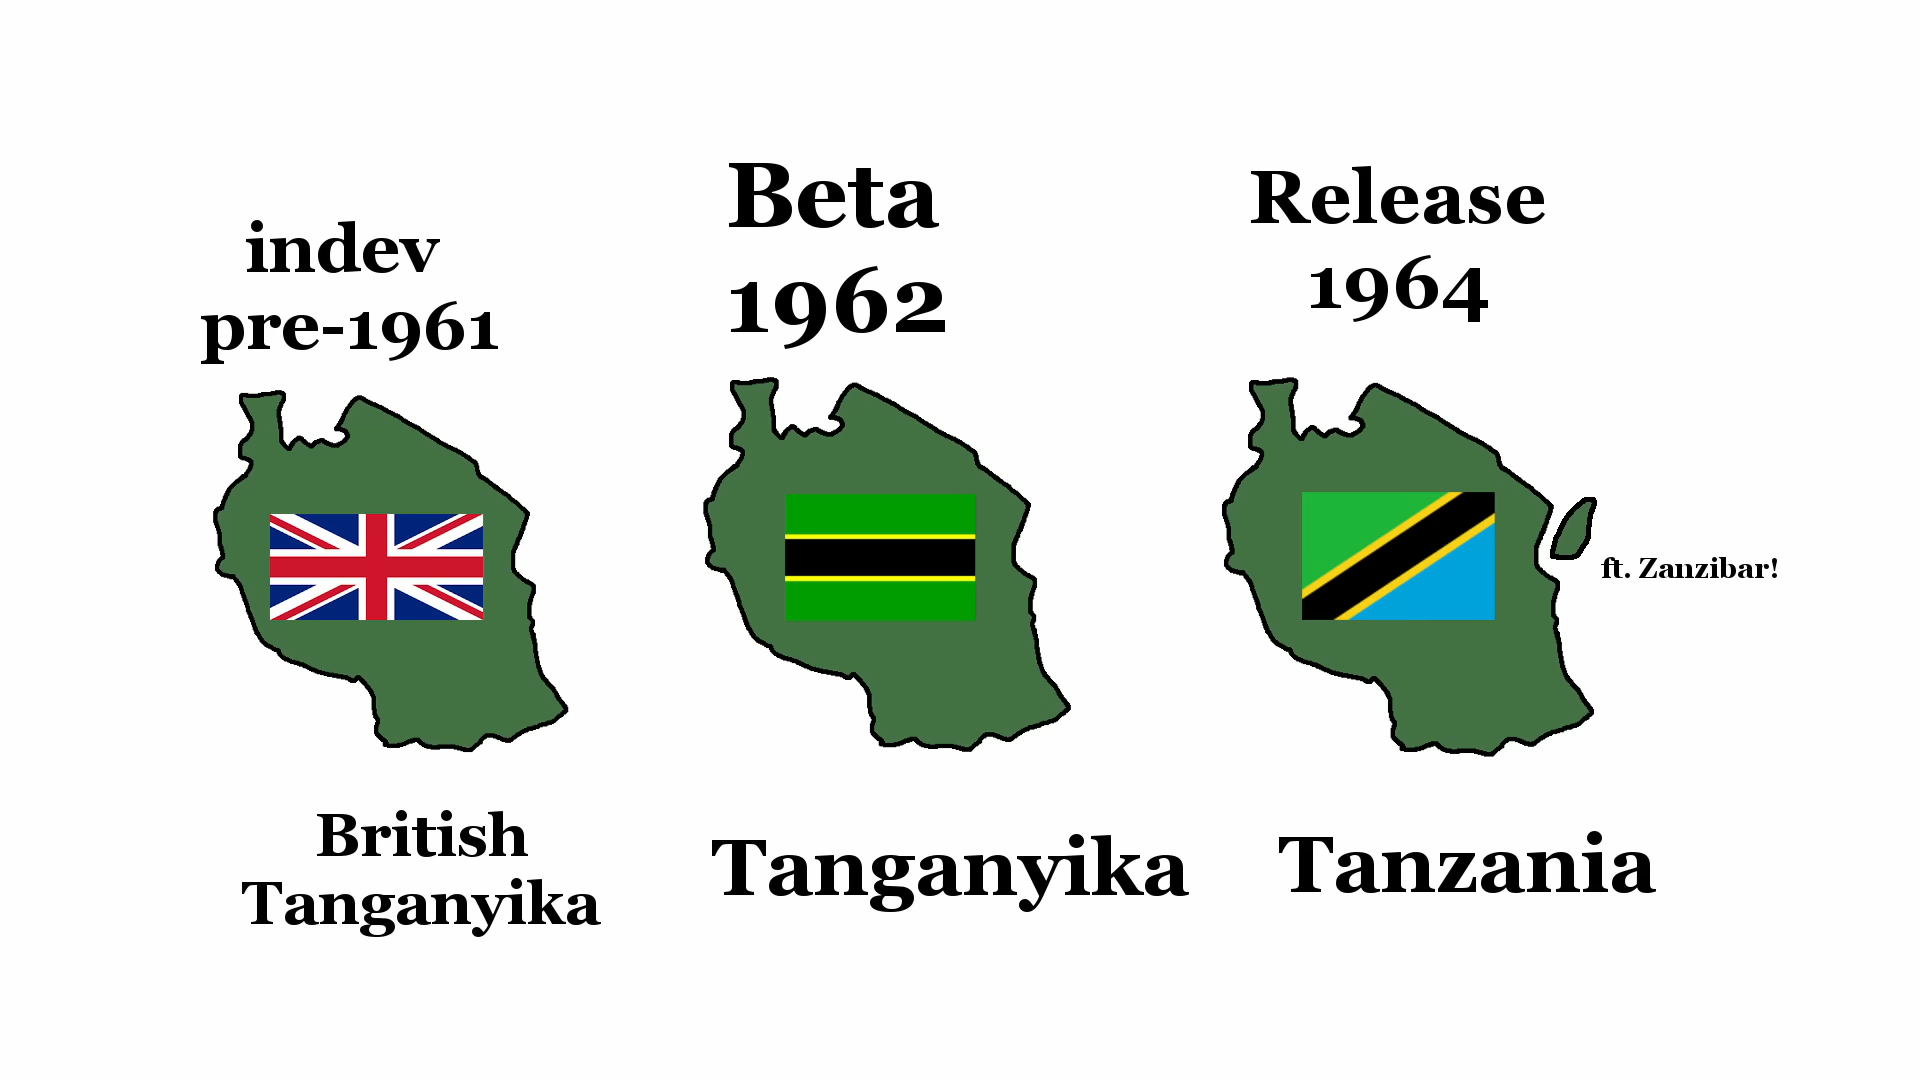 indev
pre-1961
Beta
1962
Release
1964
ft. Zanzibar!
British
Tanganyika
Tanganyika
Tanzania